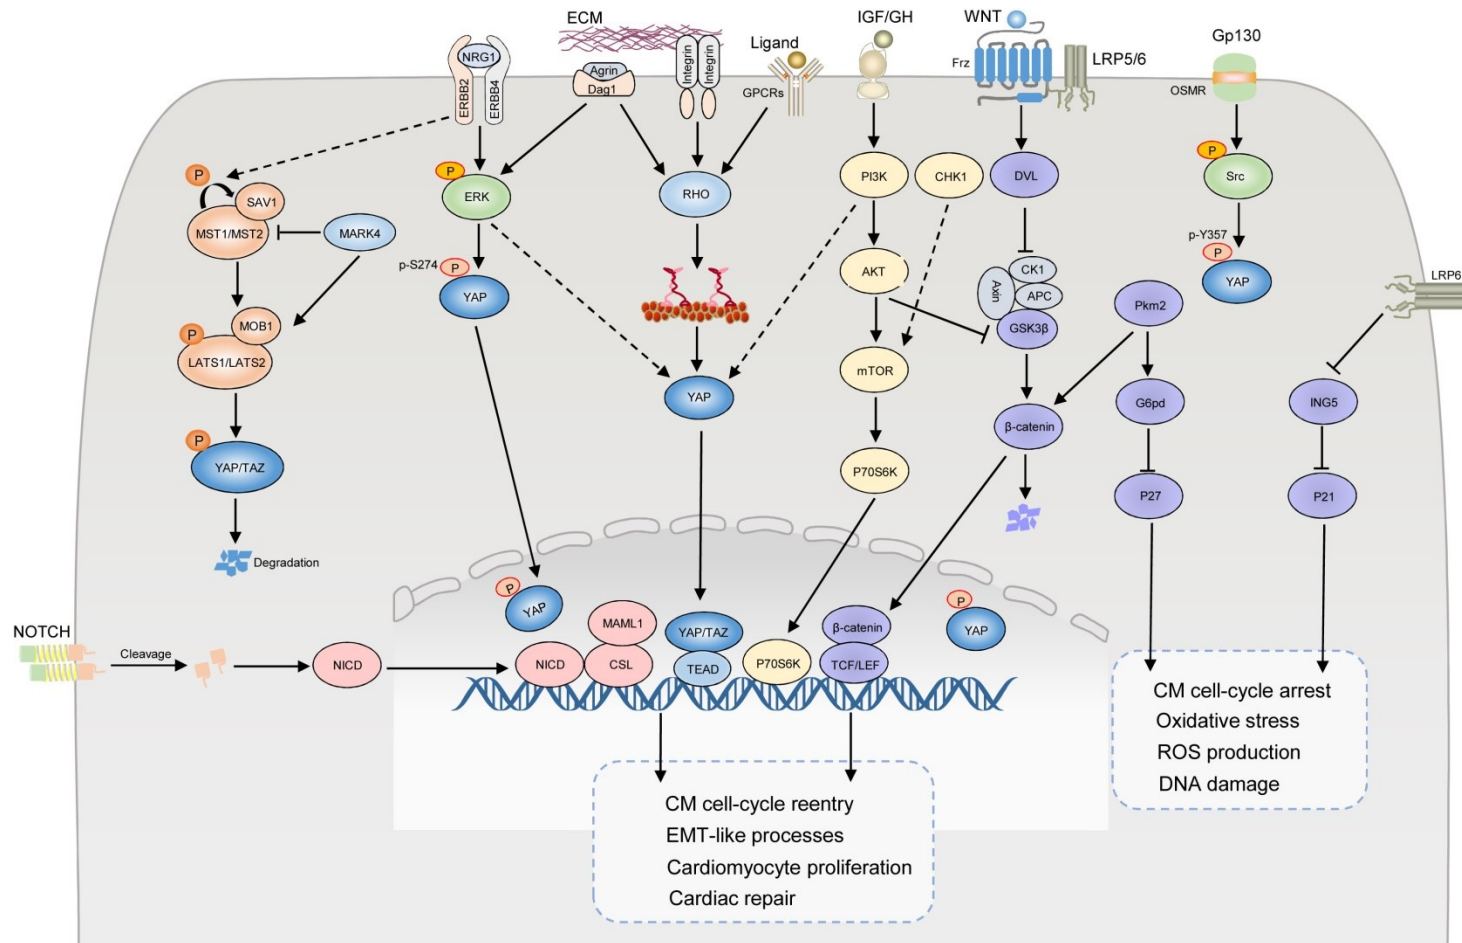 ECM
IGF/GH
WNT
Gp130
Ligand
NRG1
ERBB2
ERBB4
Agrin
Dag1
Integrin
Integrin
GPCRs
Frz
LRP5/6
OSMR
P
SAV1
MST1/MST2
MARK4
P
ERK
RHO
PI3K
CHK1
DVL
P
Src
p-S274
P
YAP
AKT
Axin
CK1
APC
GSK3β
p-Y357
P
YAP
Pkm2
LRP6
MOB1
P
LATS1/LATS2
YAP
mTOR
β-catenin
G6pd
ING5
P
YAP/TAZ
P70S6K
P27
P21
Degradation
P
YAP
MAML1
YAP/TAZ
β-catenin
P
YAP
NOTCH
Cleavage
NICD
NICD
CSL
TEAD
P70S6K
TCF/LEF
CM cell-cycle arrest
Oxidative stress
ROS production
DNA damage
CM cell-cycle reentry
EMT-like processes
Cardiomyocyte proliferation
Cardiac repair